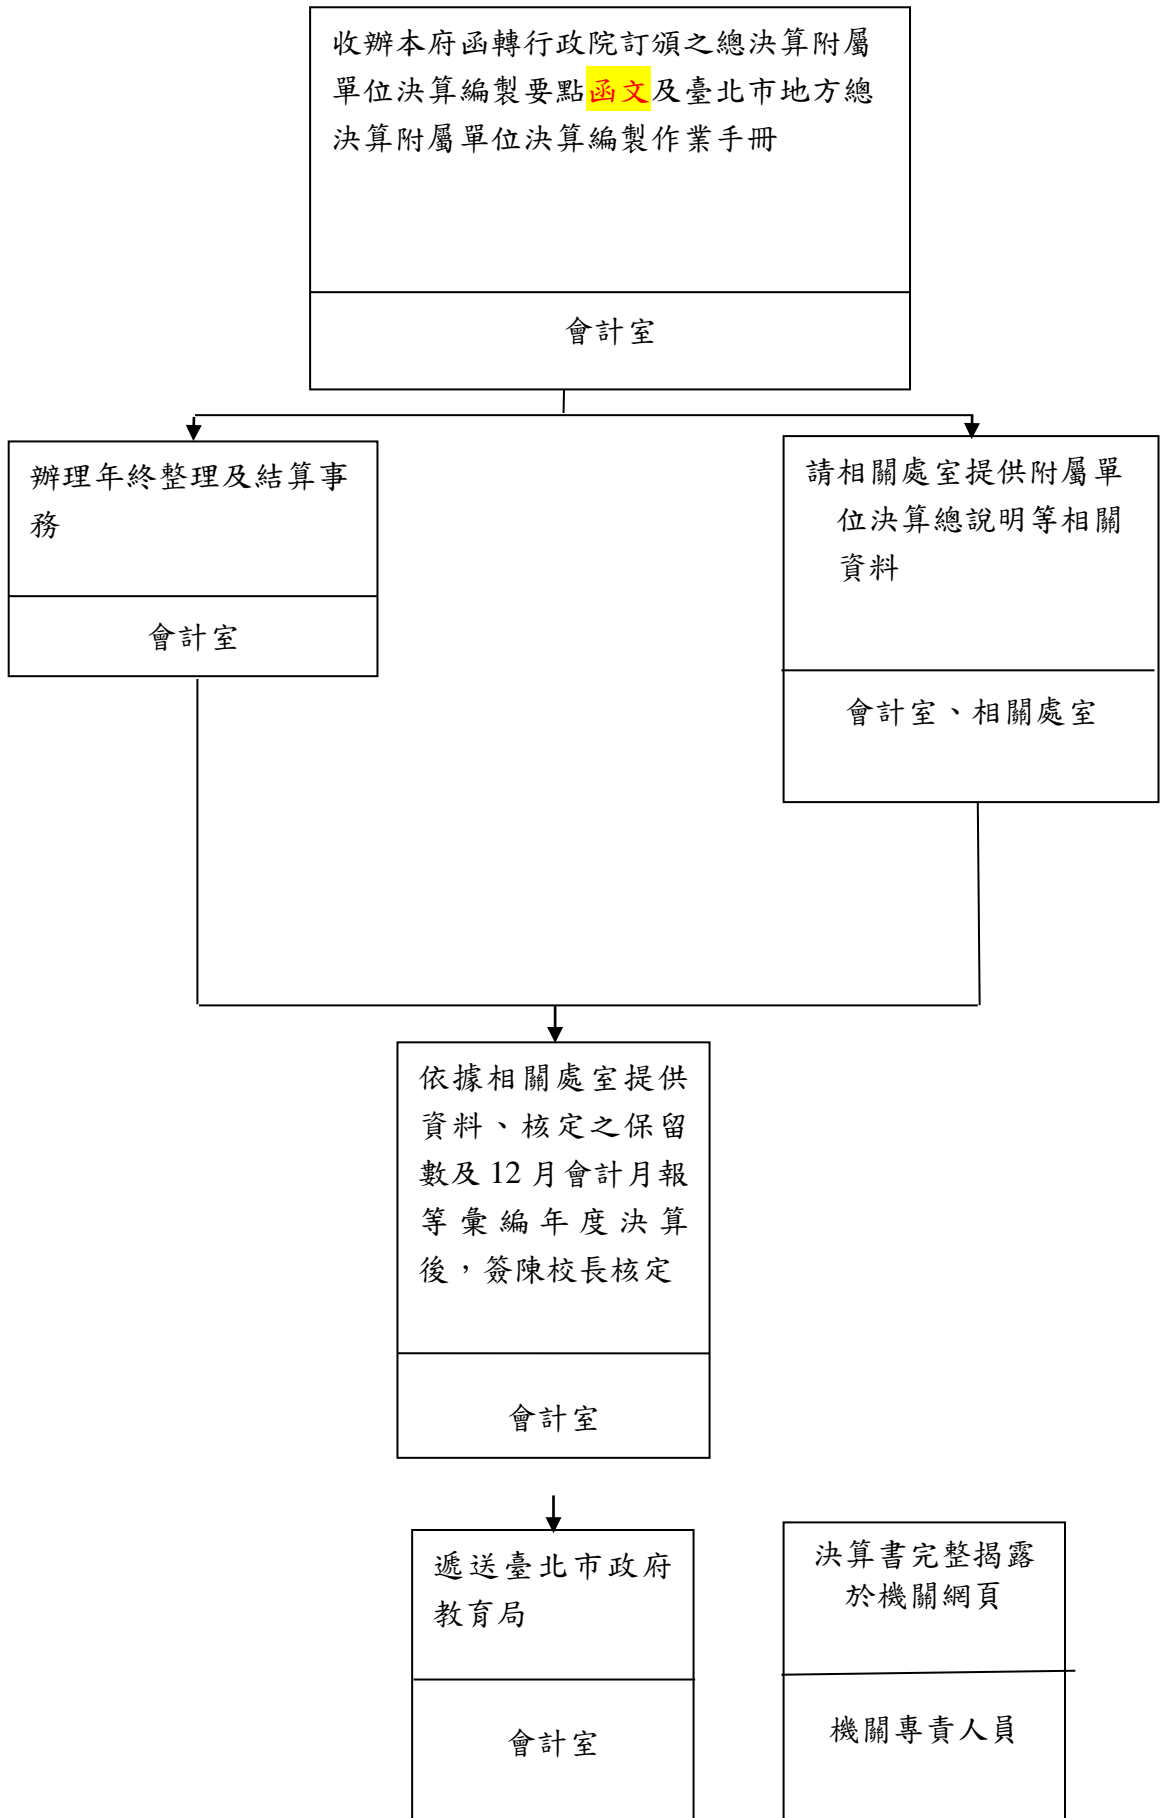 收辦本府函轉行政院訂頒之總決算附屬
單位決算編製要點函文及臺北市地方總
決算附屬單位決算編製作業手冊
會計室
辦理年終整理及結算事
務
會計室
請相關處室提供附屬單
位決算總說明等相關
資料
會計室、相關處室
依據相關處室提供
資料、核定之保留
數及12月會計月報
等彙編年度決算
後，簽陳校長核定
會計室
遞送臺北市政府
教育局
會計室
決算書完整揭露
於機關網頁
機關專責人員